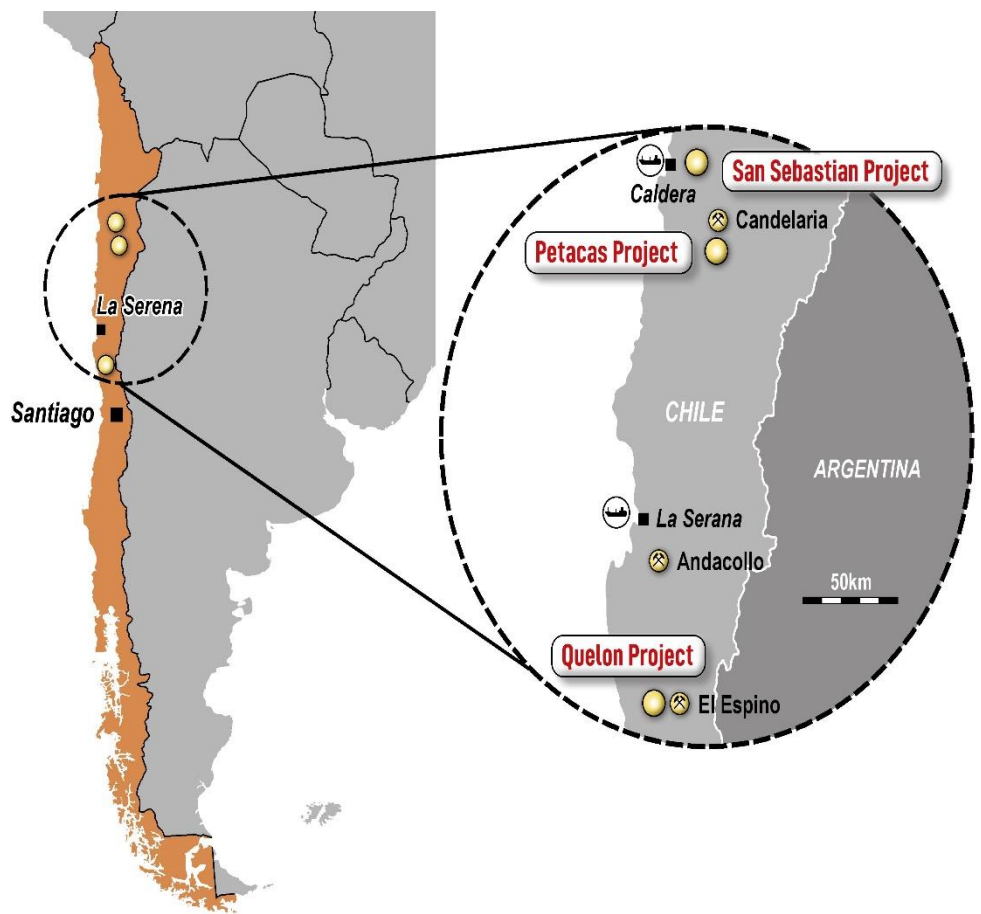 La Serena
Santiago
San Sebastian Project
Caldera
Candelaria
Petacas Project
CHILE
ARGENTINA
La Serana
Andacollo
50km
Quelon Project
El Espino